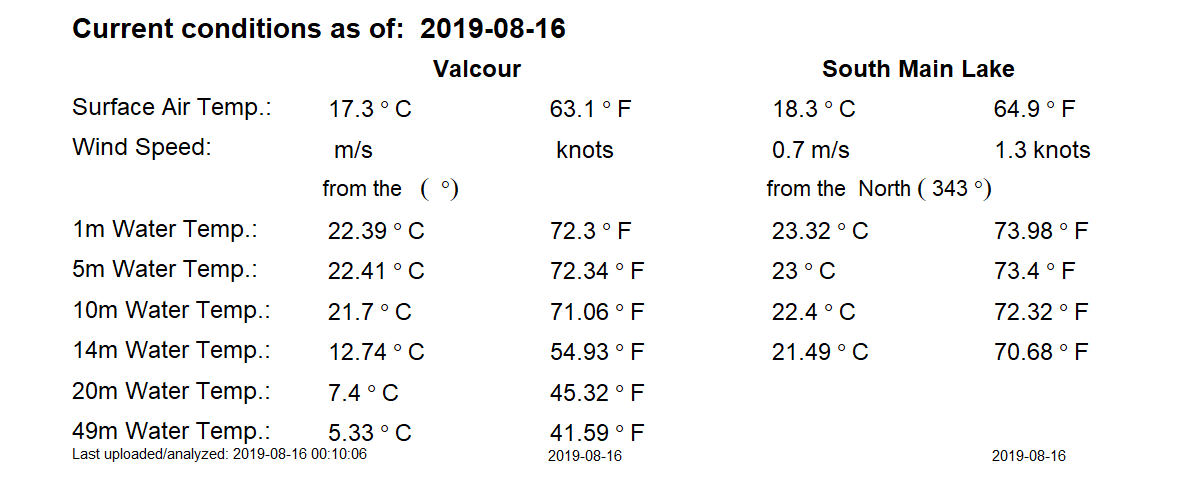 Current conditions as of: 2019-08-16
Valcour South Main Lake
Surface Air Temp.: 17.3 ° C 63.1 ° F 18.3 ° C 64.9 ° F
Wind Speed: m/s knots 0.7 m/s 1.3 knots
from the ( °) from the North ( 343 °)
1m Water Temp.: 22.39 ° C 72.3 ° F 23.32 ° C 73.98 ° F
5m Water Temp.: 22.41 ° C 72.34 ° F 23 ° C 73.4 ° F
10m Water Temp.: 21.7 ° C 71.06 ° F 22.4 ° C 72.32 ° F
14m Water Temp.: 12.74 ° C 54.93 ° F 21.49 ° C 70.68 ° F
20m Water Temp.: 7.4 ° C 45.32 ° F
49m Water Temp.: 5.33 ° C 41.59 ° F
Last uploaded/analyzed: 2019-08-16 00:10:06 2019-08-16 2019-08-16